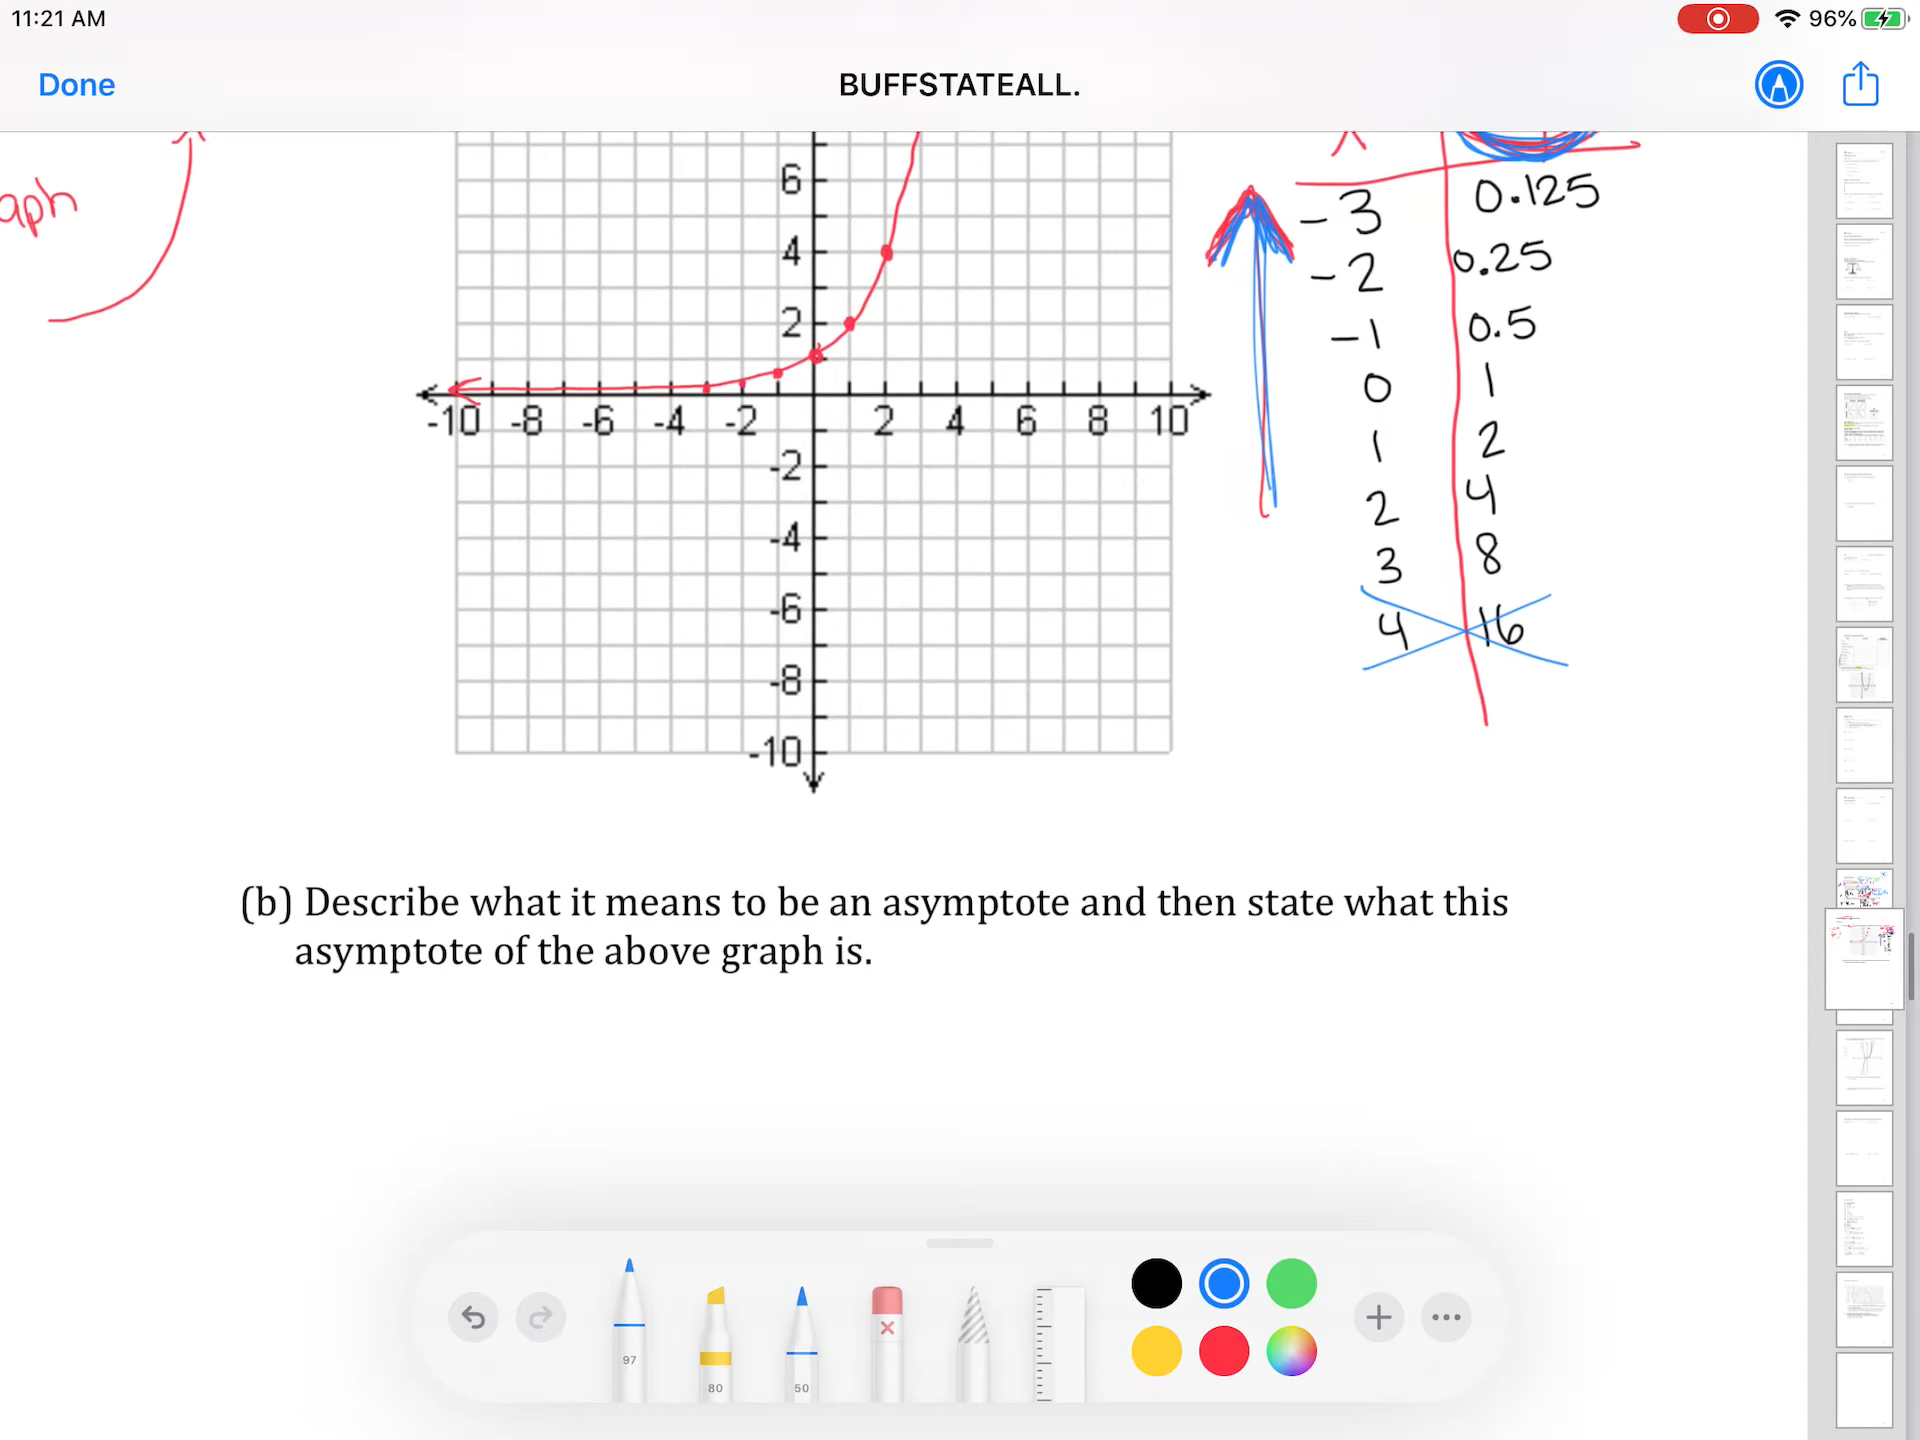 11:21 AM
96%
Done
BUFFSTATEALL.
aph
6
4
2
-10 -8 -6 -4 -2 2 4 6 8 10
-2
-4
-6
-8
-10
-3 0.125
-2 0.25
-1 0.5
0 1
1 2
2 4
3 8
4 16
(b) Describe what it means to be an asymptote and then state what this
asymptote of the above graph is.
97
80
50